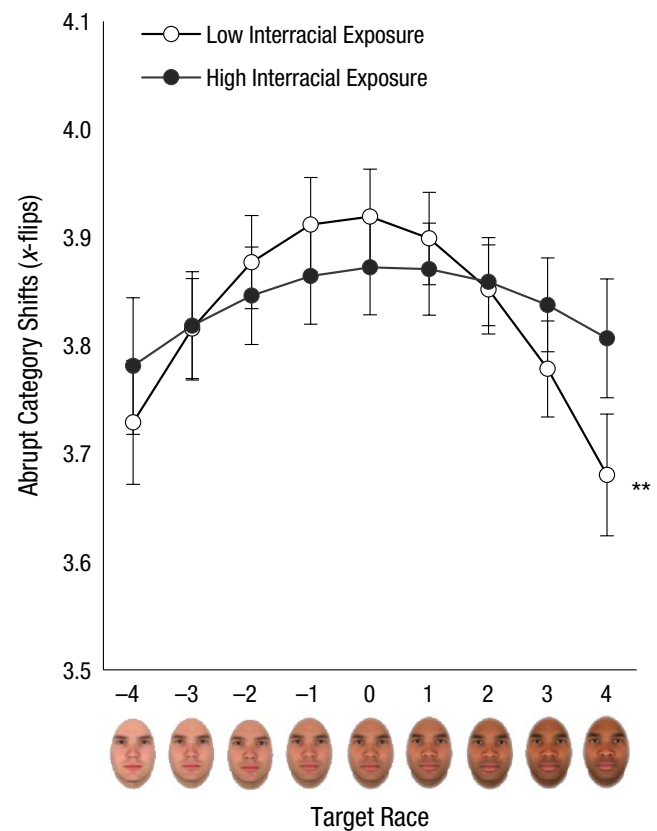 4.1
Low Interracial Exposure
High Interracial Exposure
4.0
3.9
3.8
3.7
3.6
3.5
Abrupt Category Shifts (x-flips)
**
–4 –3 –2 –1 0 1 2 3 4
Target Race